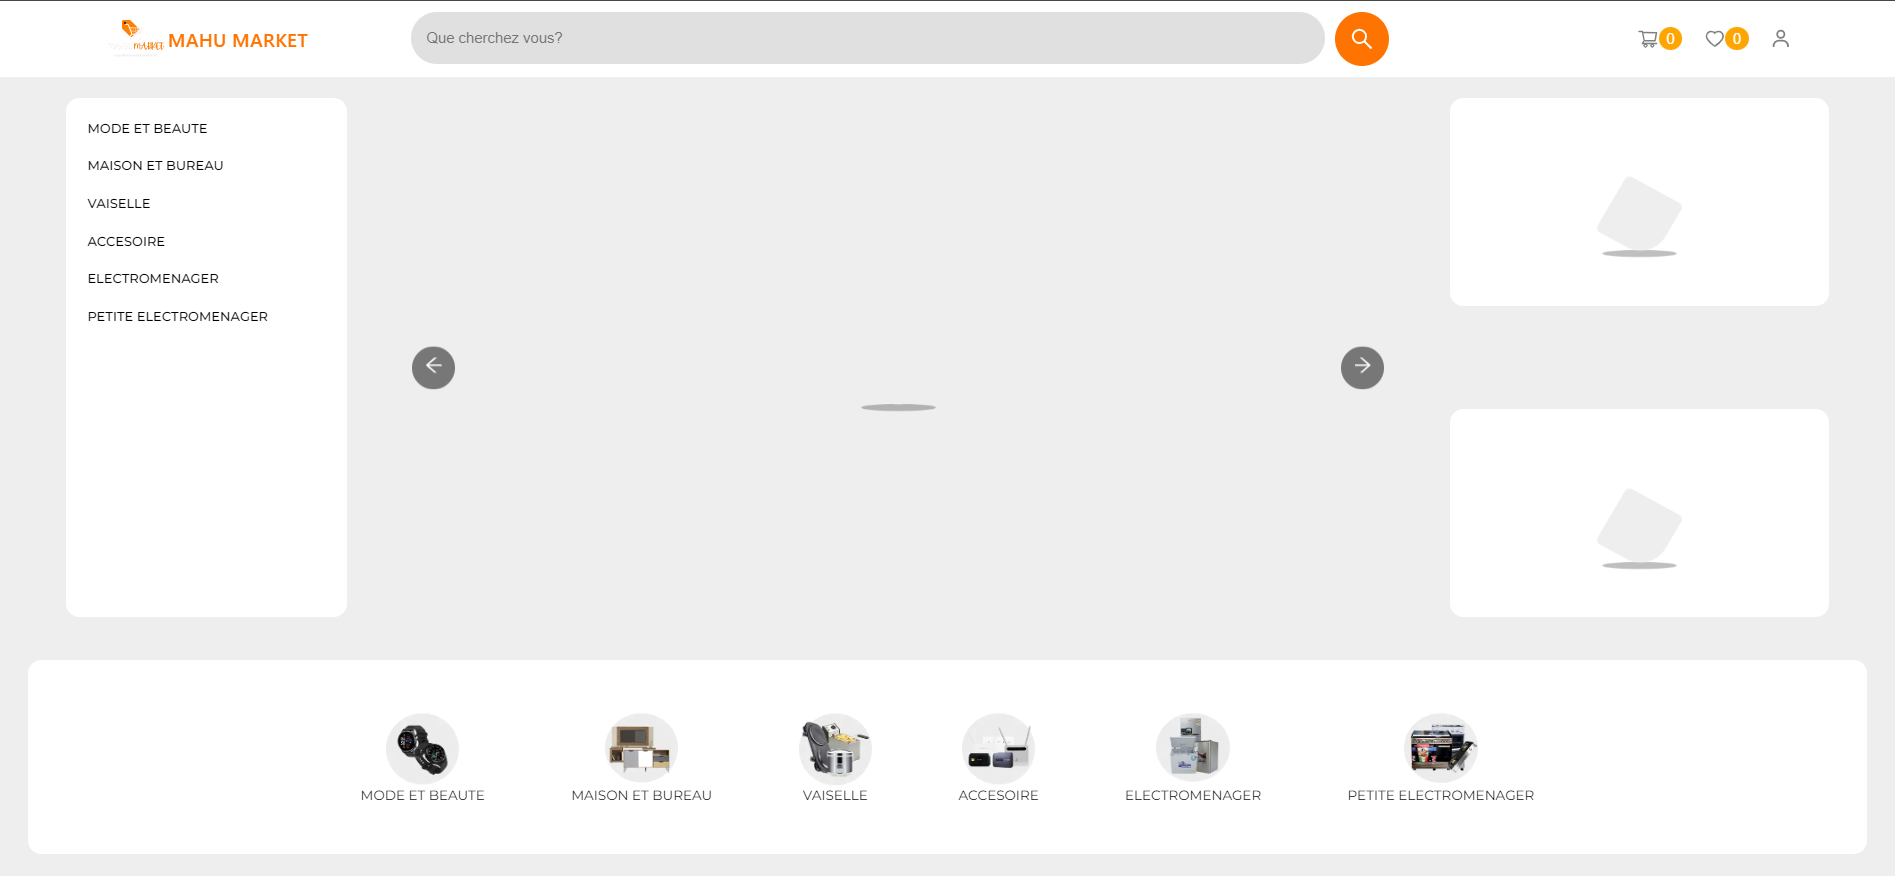 MARKET MAHU MARKET
Que cherchez vous?
0
0
MODE ET BEAUTE
MAISON ET BUREAU
VAISELLE
ACCESOIRE
ELECTROMENAGER
PETITE ELECTROMENAGER
MODE ET BEAUTE
MAISON ET BUREAU
VAISELLE
ACCESOIRE
ELECTROMENAGER
PETITE ELECTROMENAGER